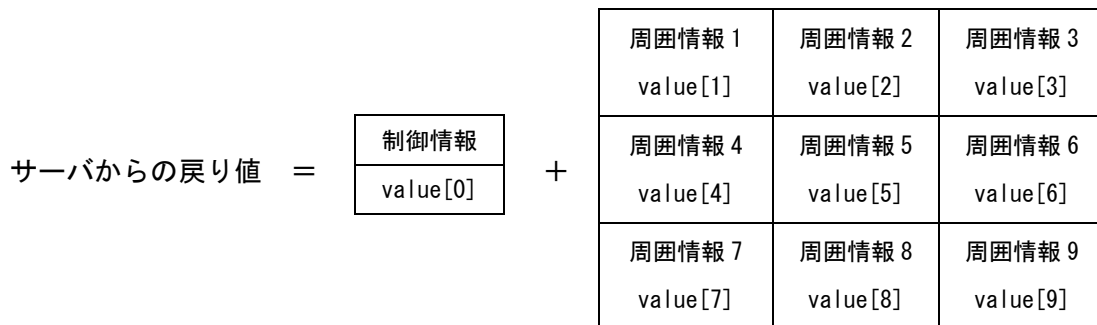 周囲情報1 周囲情報2 周囲情報3
value[1] value[2] value[3]
制御情報
サーバからの戻り値 = value[0] +
周囲情報4 周囲情報5 周囲情報6
value[4] value[5] value[6]
周囲情報7 周囲情報8 周囲情報9
value[7] value[8] value[9]